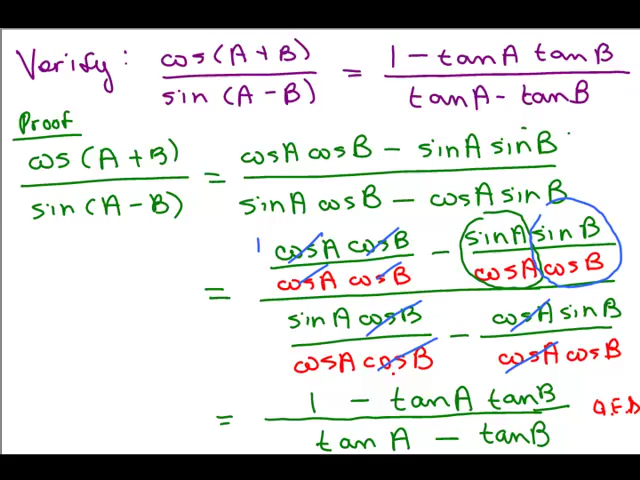 Verify: cos(A+B) / sin(A-B) = 1 - tanA tanB / tanA - tanB
Proof
cos(A+B) / sin(A-B) = cosA cosB - sinA sinB / sinA cosB - cosA sinB
= 1 cosA cosB / cosA cosB - sinA sinB / cosA cosB
sinA cosB / cosA cosB - cosA sinB / cosA cosB
= 1 - tanA tanB / tanA - tanB Q.E.D